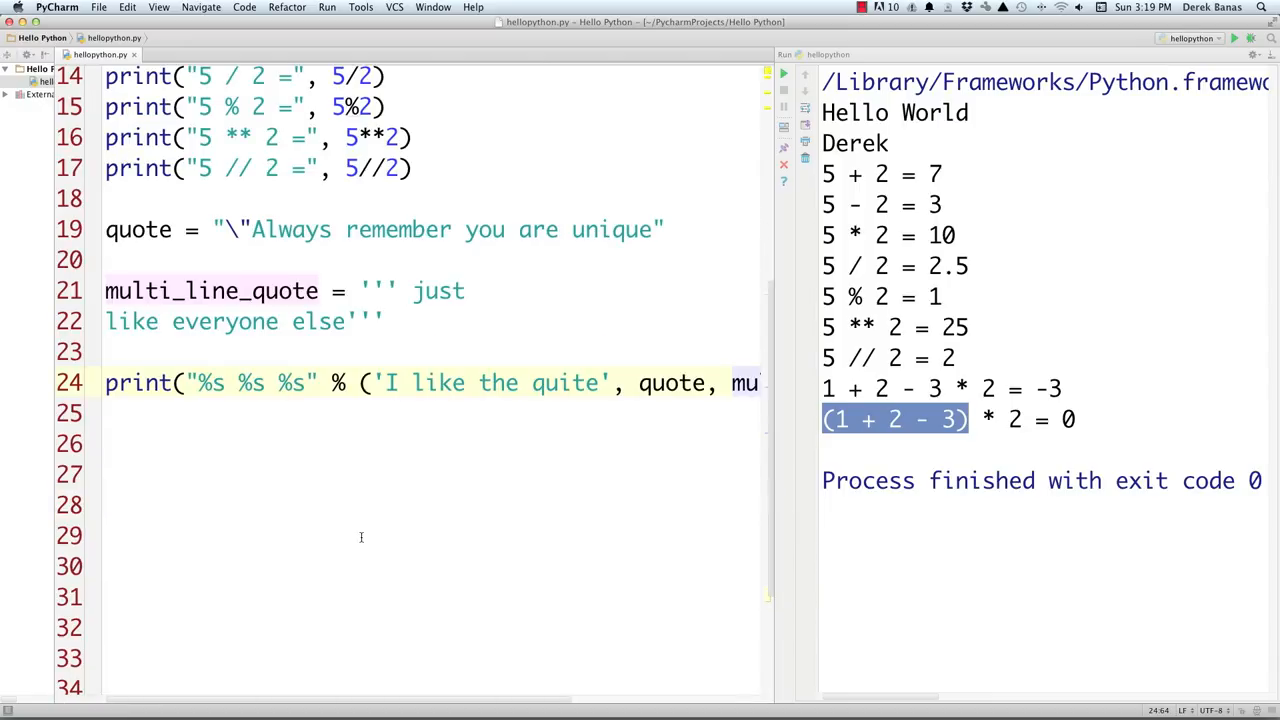 PyCharm File Edit View Navigate Code Refactor Run Tools VCS Window Help 10 Sun 3:19 PM Derek Banas
hellopython.py – Hello Python – [~/PycharmProjects/Hello Python]
Hello Python hellopython.py hellopython
hellopython.py Run hellopython
Hello P
hell
Extern
14 print("5 / 2 =", 5/2)
15 print("5 % 2 =", 5%2)
16 print("5 ** 2 =", 5**2)
17 print("5 // 2 =", 5//2)
18
19 quote = "\"Always remember you are unique"
20
21 multi_line_quote = ''' just
22 like everyone else'''
23
24 print("%s %s %s" % ('I like the quite', quote, mul
25
26
27
28
29
30
31
32
33
34
/Library/Frameworks/Python.framewo
Hello World
Derek
5 + 2 = 7
5 - 2 = 3
5 * 2 = 10
5 / 2 = 2.5
5 % 2 = 1
5 ** 2 = 25
5 // 2 = 2
1 + 2 - 3 * 2 = -3
(1 + 2 - 3) * 2 = 0
Process finished with exit code 0
24:64 LF UTF-8